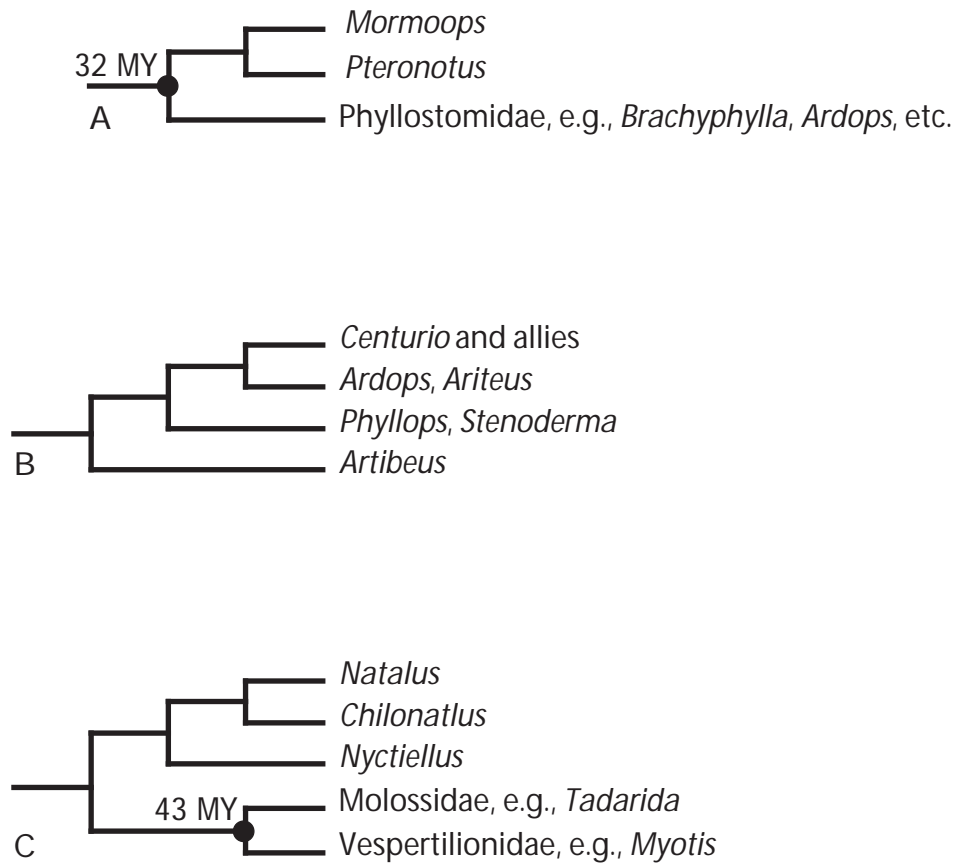 Mormoops
32 MY
Pteronotus
A
Phyllostomidae, e.g., Brachyphylla, Ardops, etc.
Centurio and allies
Ardops, Ariteus
Phyllops, Stenoderma
B
Artibeus
Natalus
Chilonatlus
Nyctiellus
43 MY
Molossidae, e.g., Tadarida
C
Vespertilionidae, e.g., Myotis